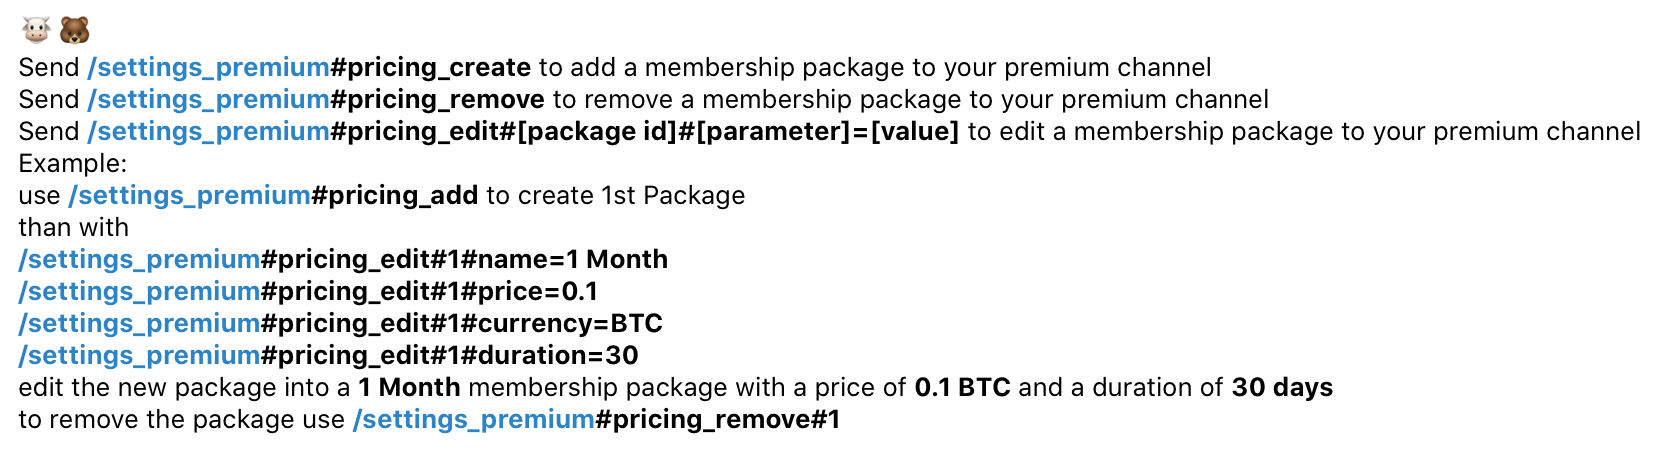 🐮🐻
Send /settings_premium#pricing_create to add a membership package to your premium channel
Send /settings_premium#pricing_remove to remove a membership package to your premium channel
Send /settings_premium#pricing_edit#[package id]#[parameter]=[value] to edit a membership package to your premium channel
Example:
use /settings_premium#pricing_add to create 1st Package
than with
/settings_premium#pricing_edit#1#name=1 Month
/settings_premium#pricing_edit#1#price=0.1
/settings_premium#pricing_edit#1#currency=BTC
/settings_premium#pricing_edit#1#duration=30
edit the new package into a 1 Month membership package with a price of 0.1 BTC and a duration of 30 days
to remove the package use /settings_premium#pricing_remove#1